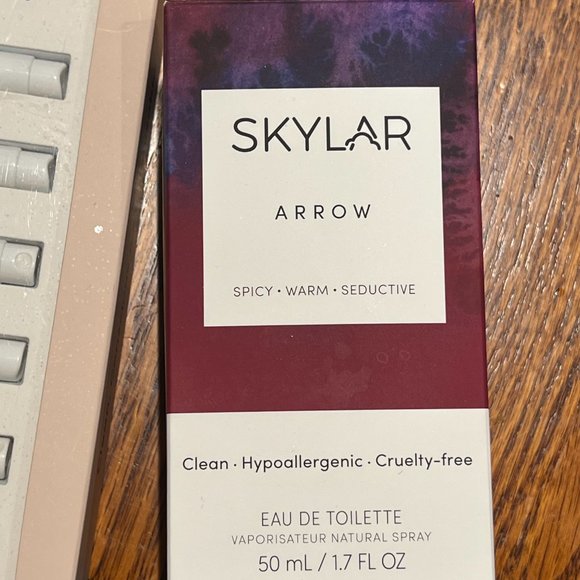 SKYLAR
ARROW
SPICY • WARM • SEDUCTIVE
Clean · Hypoallergenic · Cruelty-free
EAU DE TOILETTE
VAPORISATEUR NATURAL SPRAY
50 mL / 1.7 FL OZ